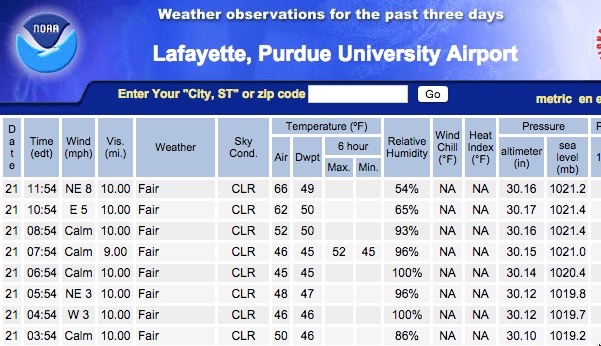 NOAA
Weather observations for the past three days
Lafayette, Purdue University Airport
Enter Your "City, ST" or zip code Go
metric en e
Date Time (edt) Wind (mph) Vis. (mi.) Weather Sky Cond. Temperature (ºF) Air Dwpt 6 hour Max. Min. Relative Humidity Wind Chill (°F) Heat Index (°F) Pressure altimeter (in) sea level (mb) P 1
21 11:54 NE 8 10.00 Fair CLR 66 49 54% NA NA 30.16 1021.2
21 10:54 E 5 10.00 Fair CLR 62 50 65% NA NA 30.17 1021.4
21 08:54 Calm 10.00 Fair CLR 52 50 93% NA NA 30.16 1021.4
21 07:54 Calm 9.00 Fair CLR 46 45 52 45 96% NA NA 30.15 1021.0
21 06:54 Calm 10.00 Fair CLR 45 45 100% NA NA 30.14 1020.4
21 05:54 NE 3 10.00 Fair CLR 48 47 96% NA NA 30.12 1019.8
21 04:54 W 3 10.00 Fair CLR 46 46 100% NA NA 30.12 1019.7
21 03:54 Calm 10.00 Fair CLR 50 46 86% NA NA 30.10 1019.2